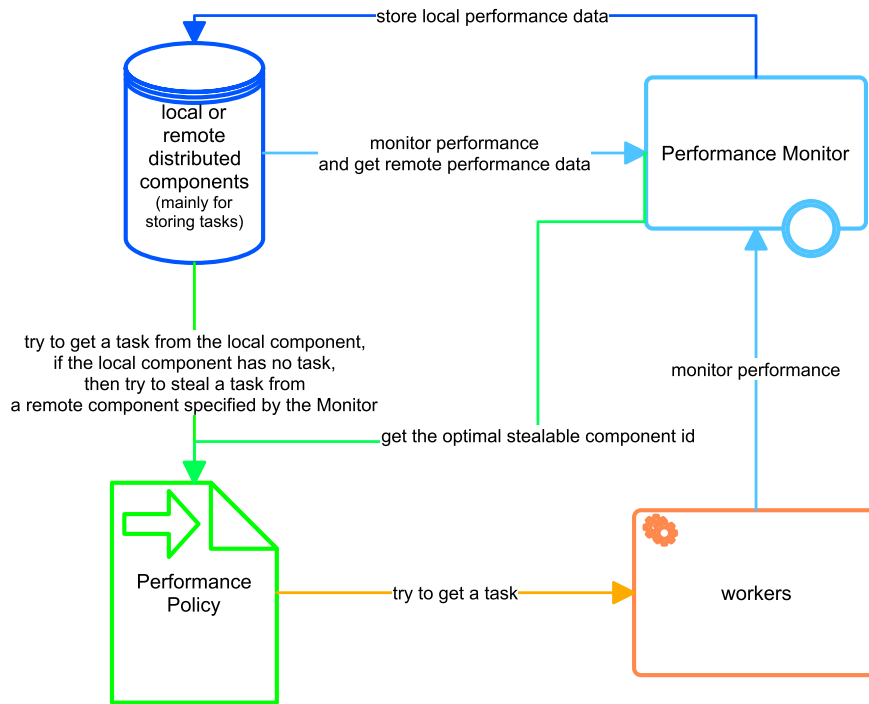 store local performance data
local or
remote
distributed
components
(mainly for
storing tasks)
monitor performance
and get remote performance data
Performance Monitor
try to get a task from the local component,
if the local component has no task,
then try to steal a task from
a remote component specified by the Monitor
monitor performance
get the optimal stealable component id
Performance
Policy
try to get a task
workers